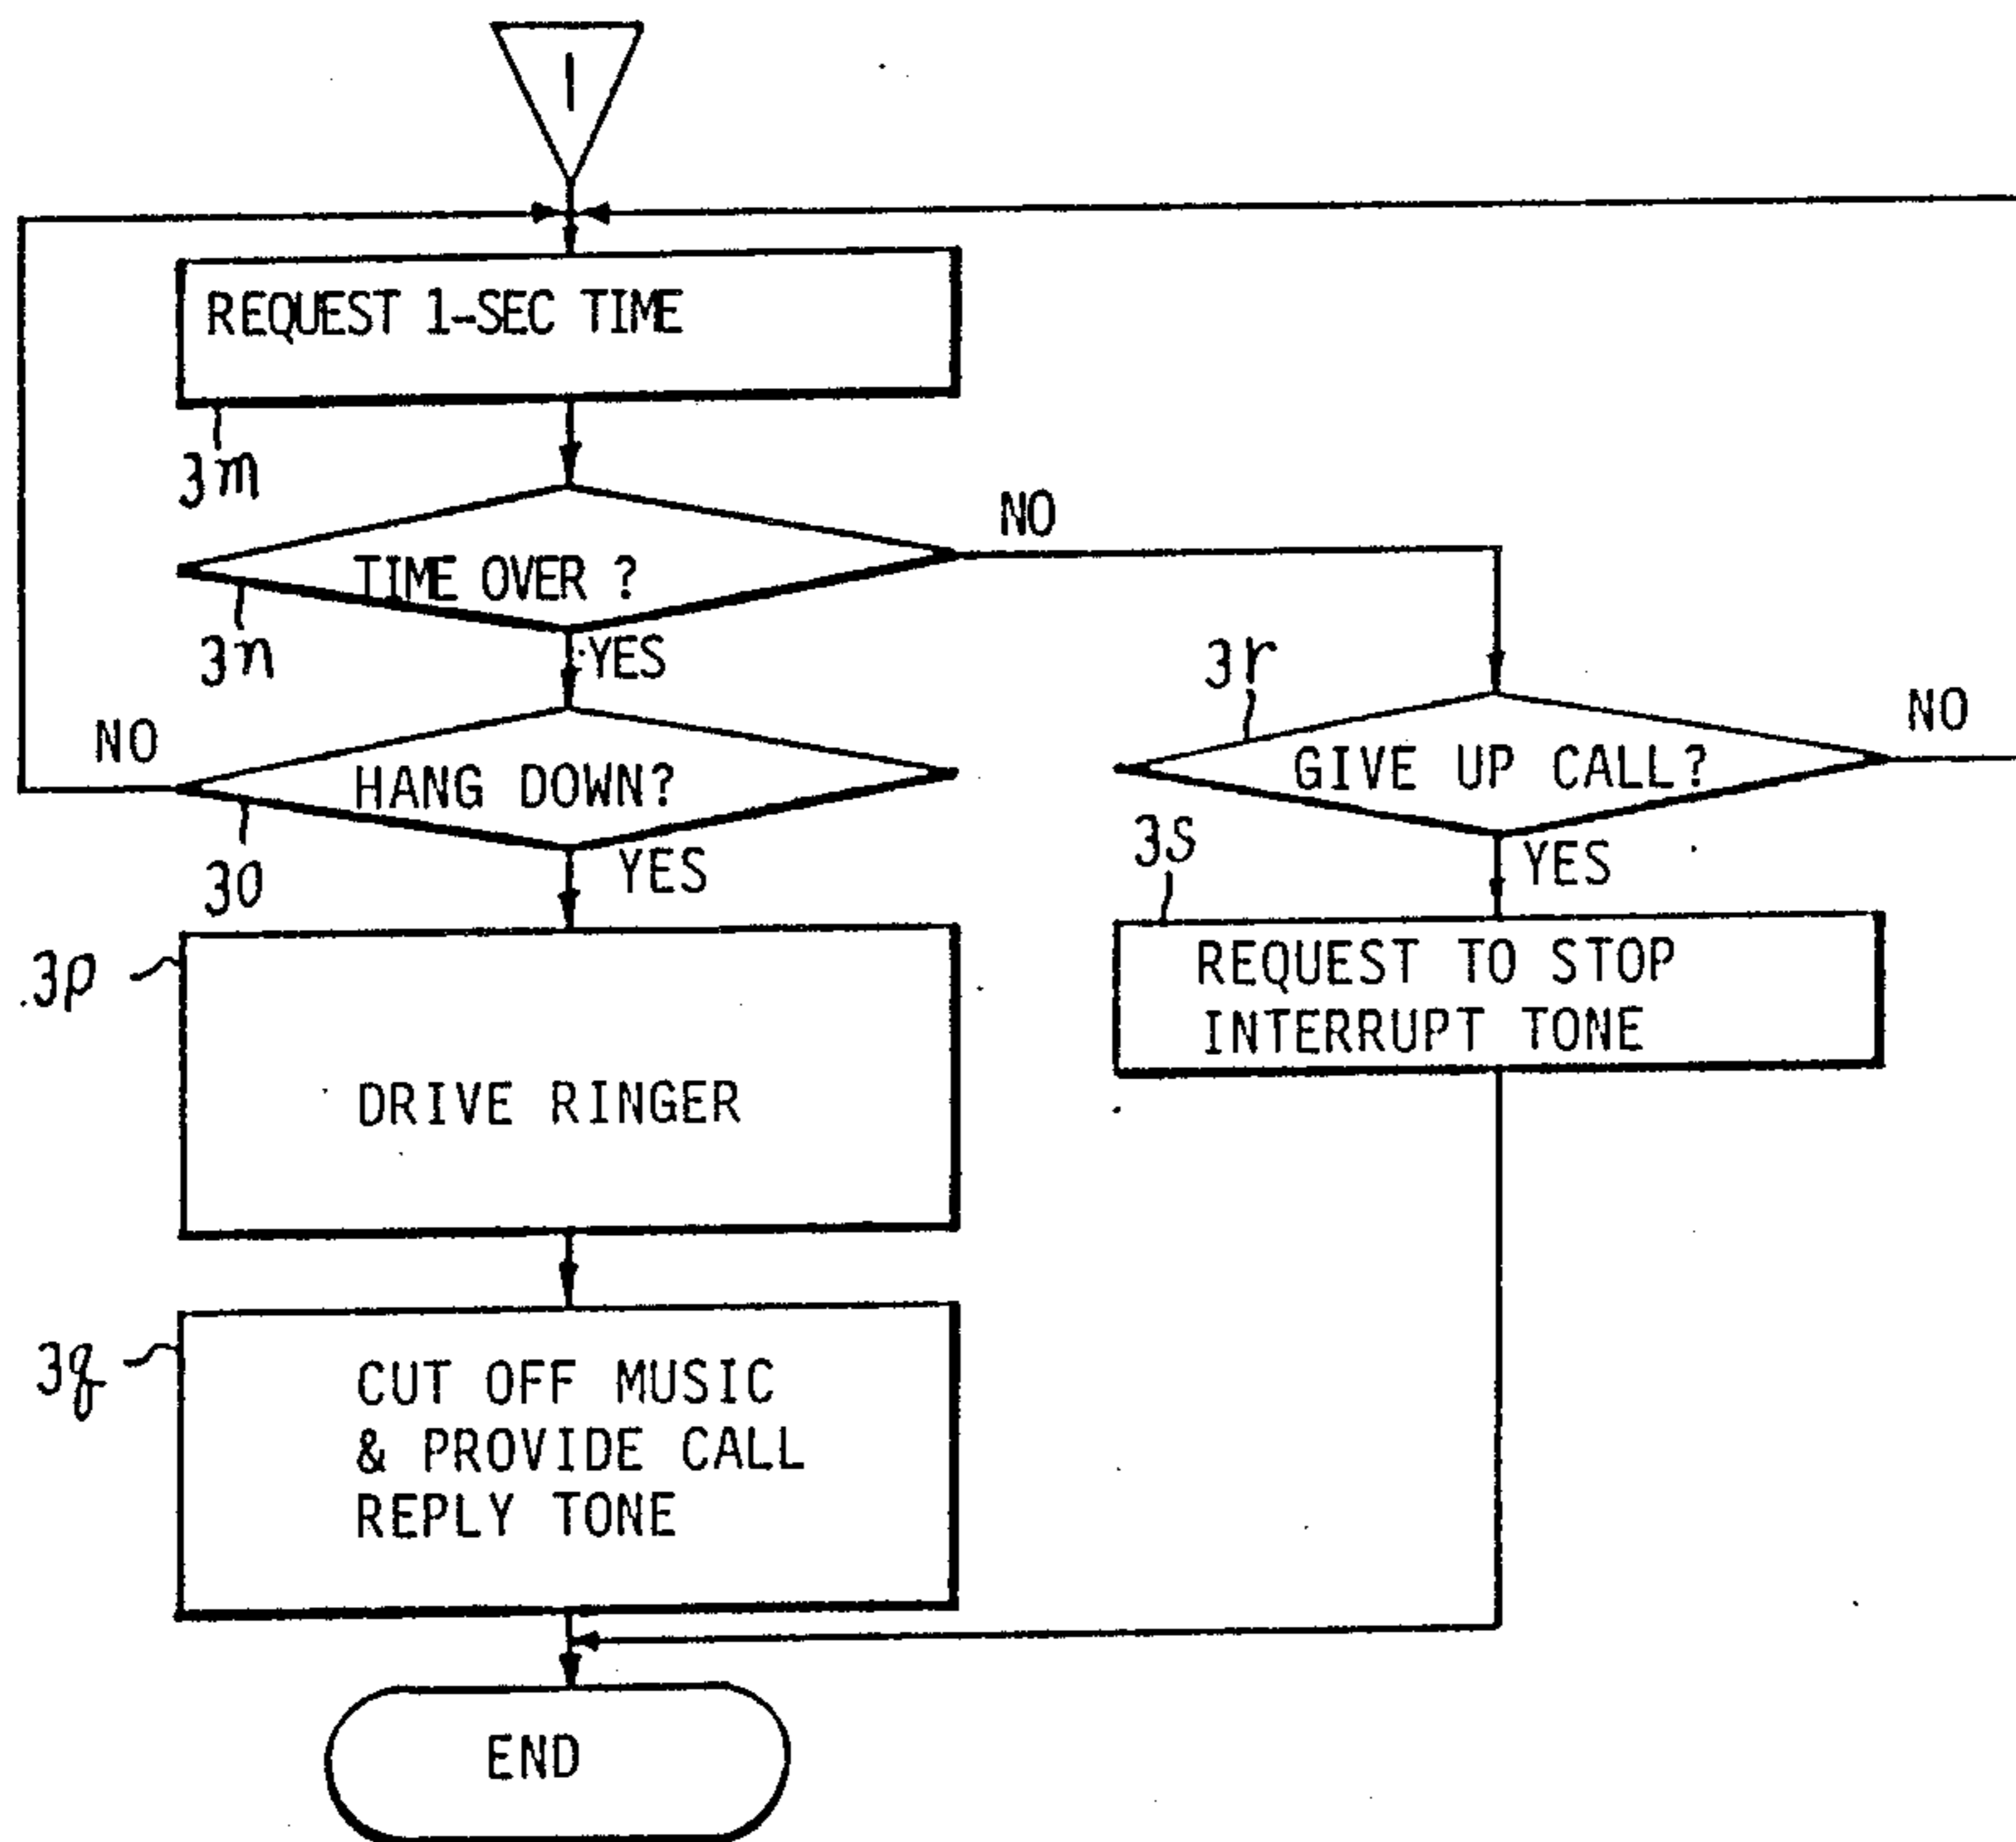 1
REQUEST 1-SEC TIME
3m
TIME OVER ?
NO
3n
YES
3r
NO
NO
HANG DOWN?
GIVE UP CALL?
3o
YES
3s
YES
3p
REQUEST TO STOP
INTERRUPT TONE
DRIVE RINGER
3q
CUT OFF MUSIC
& PROVIDE CALL
REPLY TONE
END